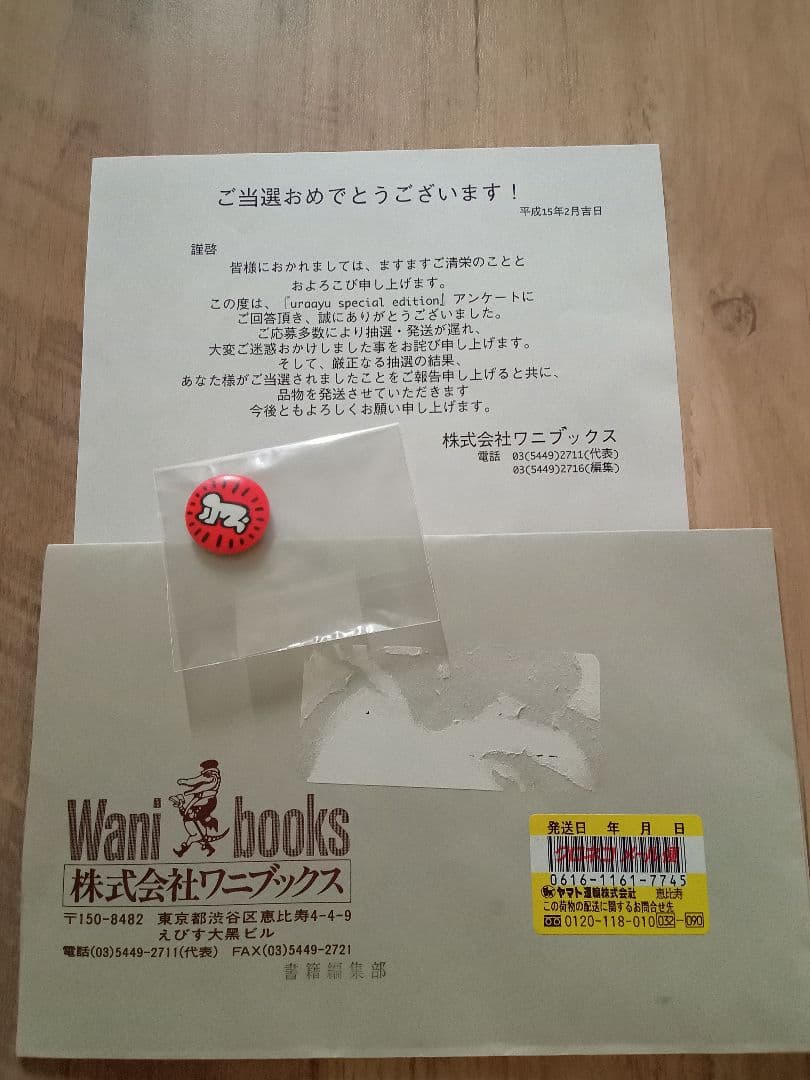 ご当選おめでとうございます！
平成15年2月吉日
謹啓
皆様におかれましては、ますますご清栄のことと
およろこび申し上げます。
この度は、『uraayu special edition』アンケートに
ご回答頂き、誠にありがとうございました。
ご応募多数により抽選・発送が遅れ、
大変ご迷惑おかけしました事をお詫び申し上げます。
そして、厳正なる抽選の結果、
あなた様がご当選されましたことをご報告申し上げると共に、
品物を発送させていただきます
今後ともよろしくお願い申し上げます。
株式会社ワニブックス
電話 03(5449)2711(代表)
03(5449)2716(編集)
Wani books
株式会社ワニブックス
〒150-8482 東京都渋谷区恵比寿4-4-9
えびす大黒ビル
電話(03)5449-2711(代表) FAX(03)5449-2721
書籍編集部
発送日 年 月 日
クロネコ メール便
0616-1161-7745
ヤマト運輸株式会社 恵比寿
この荷物の配送に関するお問合せ先
0120-118-010 032-090